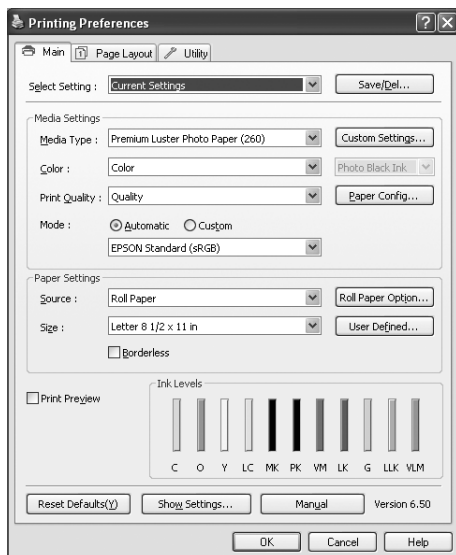 Printing Preferences
Main Page Layout Utility
Select Setting : Current Settings Save/Del...
Media Settings
Media Type : Premium Luster Photo Paper (260) Custom Settings...
Color : Color Photo Black Ink
Print Quality : Quality Paper Config...
Mode : Automatic Custom
EPSON Standard (sRGB)
Paper Settings
Source : Roll Paper Roll Paper Option...
Size : Letter 8 1/2 x 11 in User Defined...
Borderless
Print Preview
Ink Levels
C O Y LC MK PK VM LK G LLK VLM
Reset Defaults(Y) Show Settings... Manual Version 6.50
OK Cancel Help